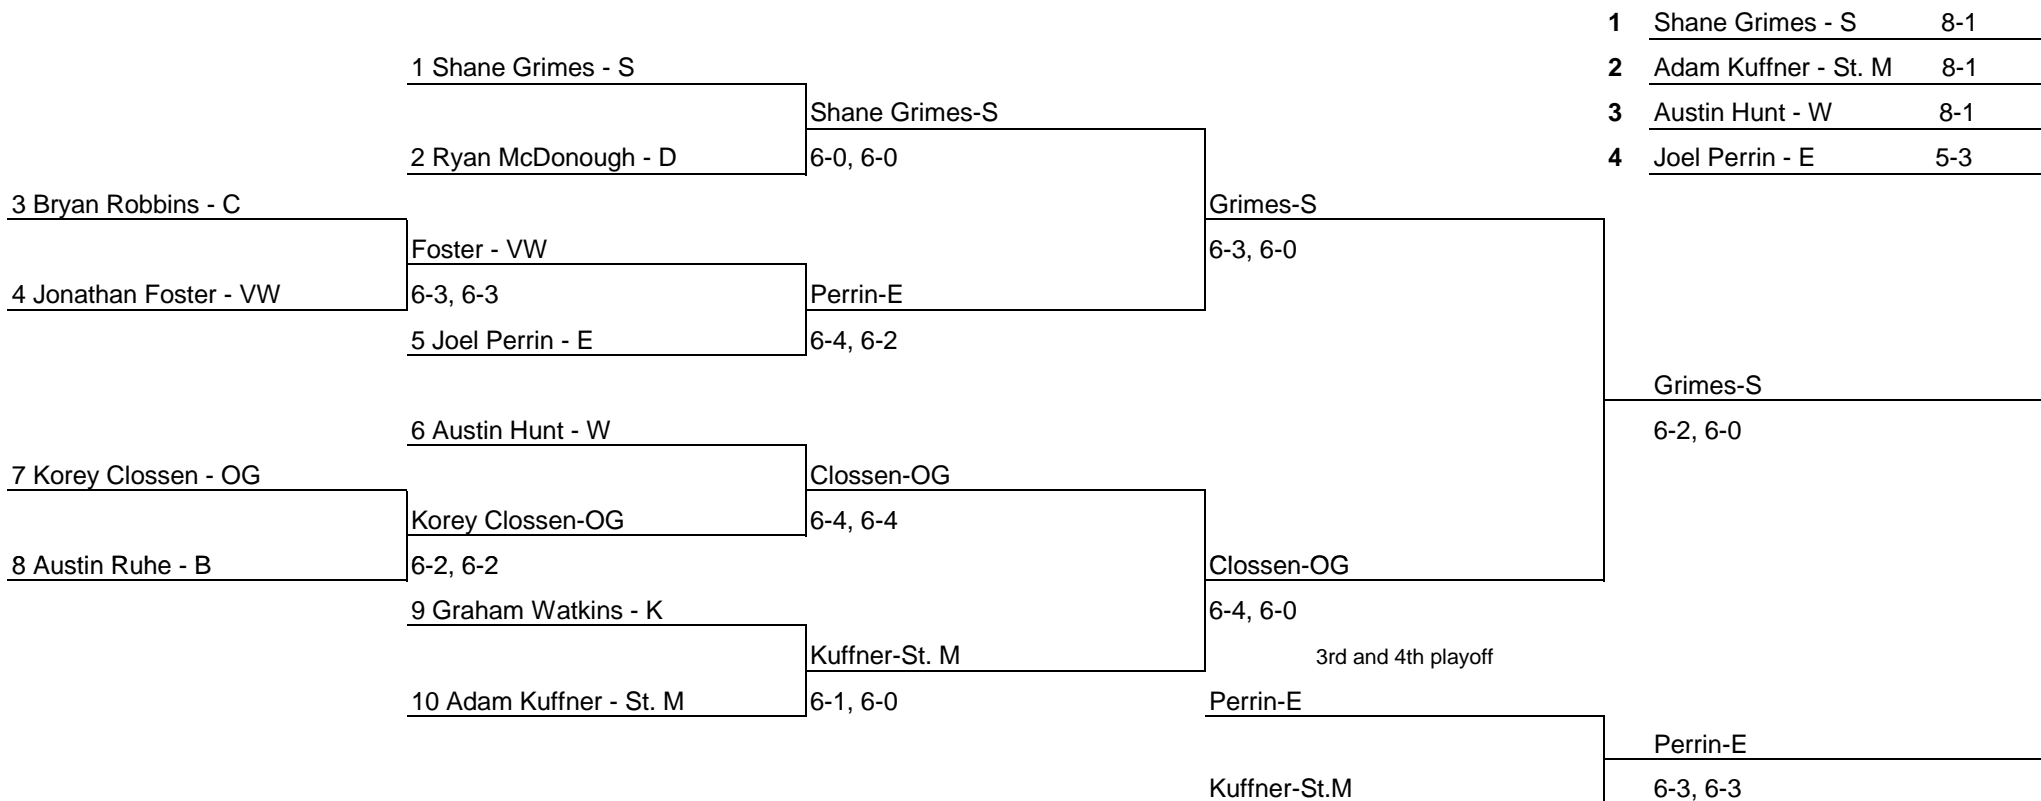 1 Shane Grimes - S 8-1
1 Shane Grimes - S
2 Adam Kuffner - St. M 8-1
Shane Grimes-S
3 Austin Hunt - W 8-1
2 Ryan McDonough - D
6-0, 6-0
4 Joel Perrin - E 5-3
3 Bryan Robbins - C
Grimes-S
Foster - VW
6-3, 6-0
4 Jonathan Foster - VW
6-3, 6-3
Perrin-E
5 Joel Perrin - E
6-4, 6-2
Grimes-S
6 Austin Hunt - W
6-2, 6-0
7 Korey Clossen - OG
Clossen-OG
Korey Clossen-OG
6-4, 6-4
8 Austin Ruhe - B
6-2, 6-2
Clossen-OG
9 Graham Watkins - K
6-4, 6-0
Kuffner-St. M
3rd and 4th playoff
10 Adam Kuffner - St. M
6-1, 6-0
Perrin-E
Perrin-E
Kuffner-St.M
6-3, 6-3